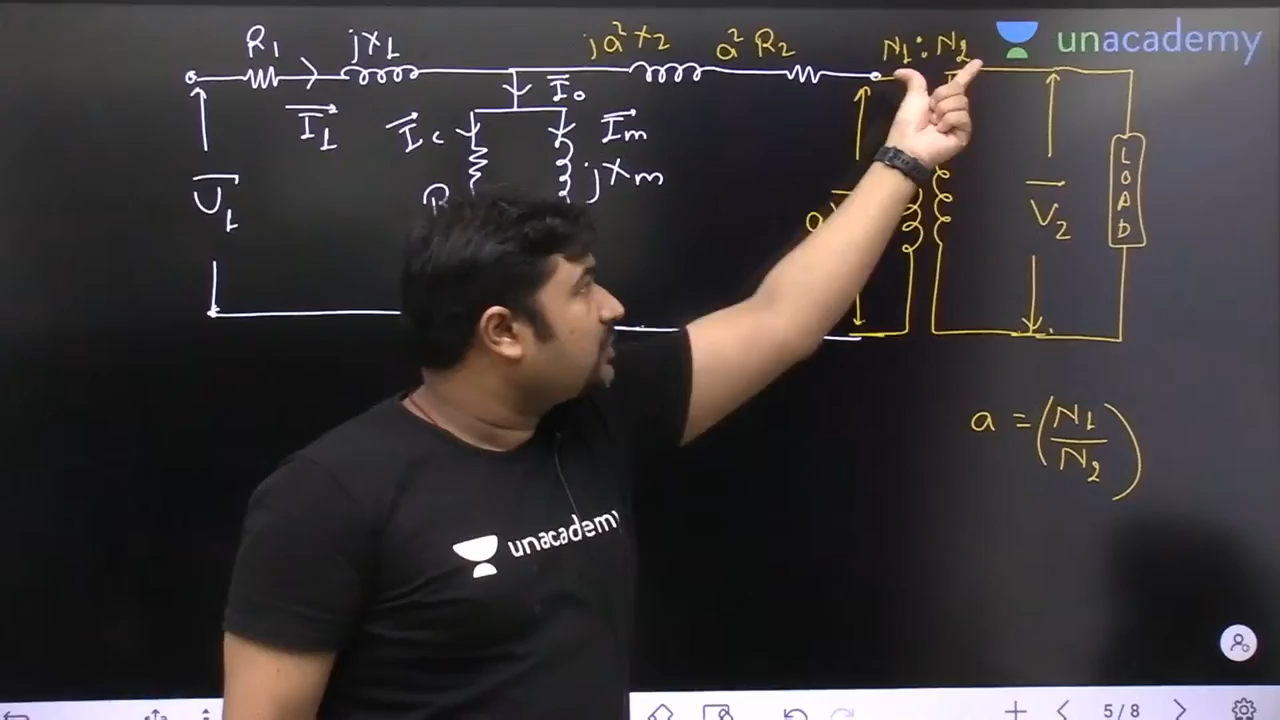 R₁
jX₁
ja²X₂
a²R₂
N₁:N₂
unacademy
I₁
I₀
Ic
Im
jXm
R
V₁
V₂
LOAD
a = (N₁/N₂)
unacademy
5/8